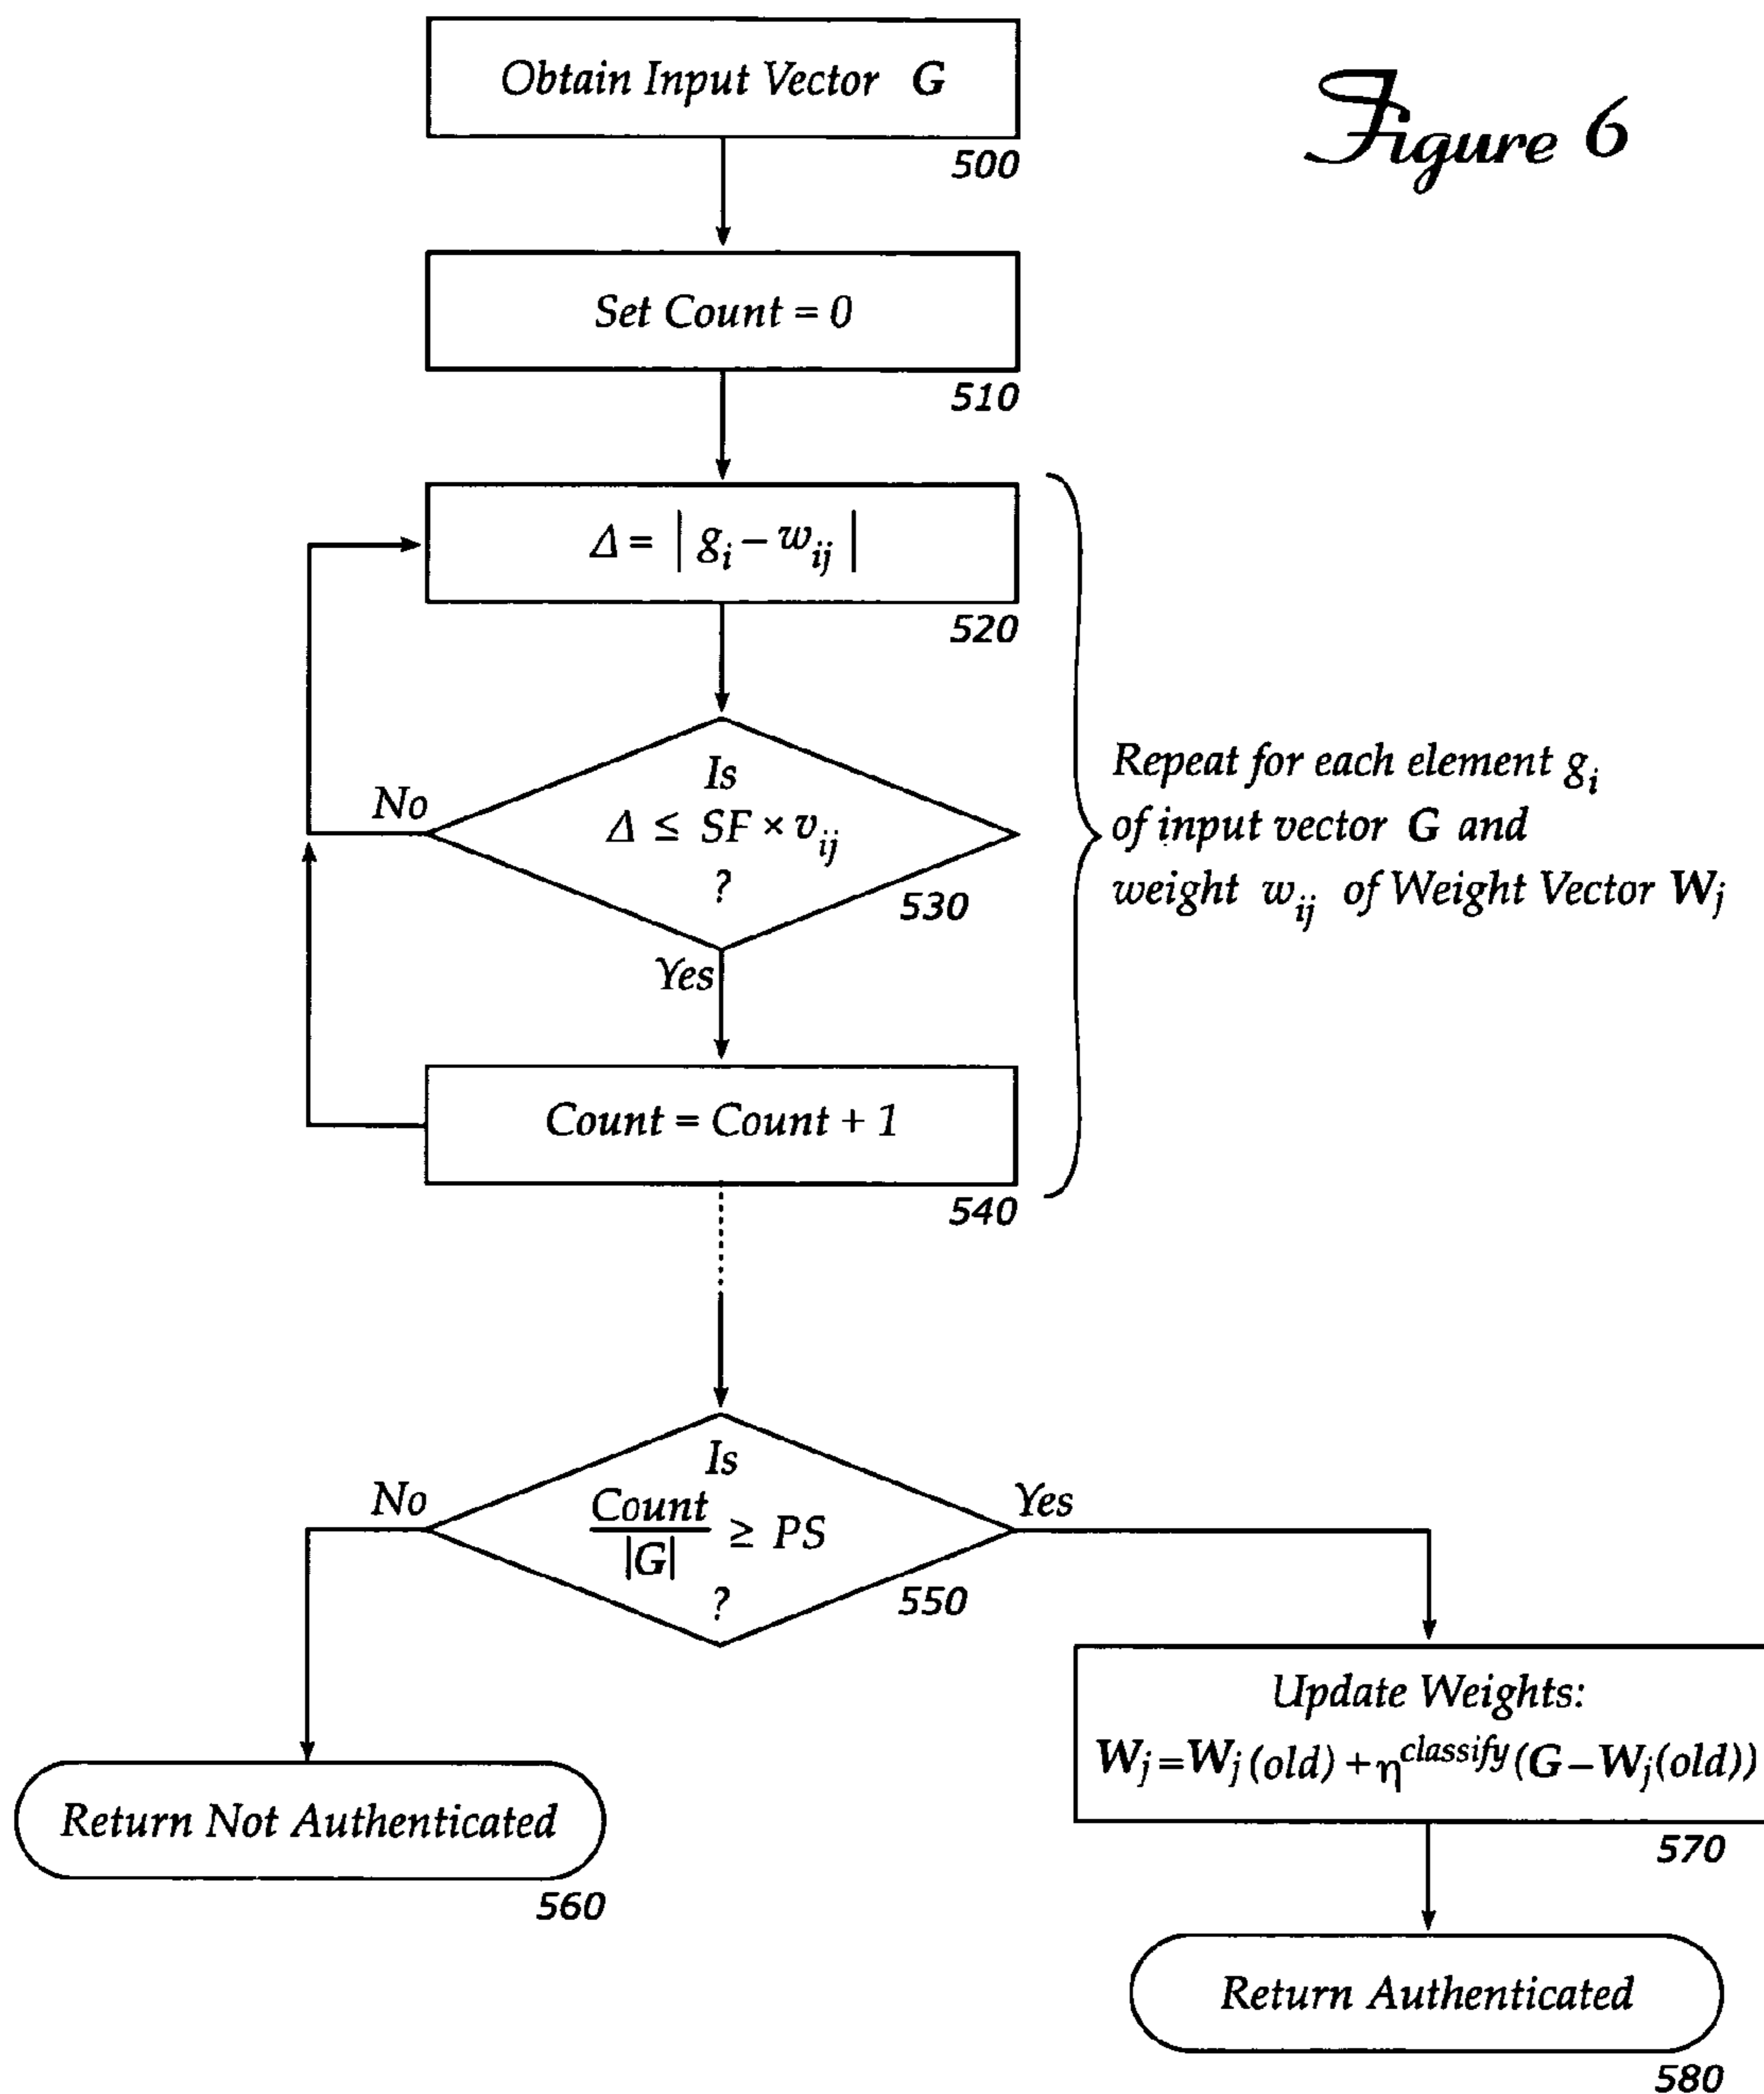 Figure 6
Obtain Input Vector G
500
Set Count = 0
510
Δ = | g_i − w_ij |
520
Is
Δ ≤ SF × v_ij
?
530
No
Yes
Repeat for each element g_i
of input vector G and
weight w_ij of Weight Vector W_j
Count = Count + 1
540
Is
Count
|G|
≥ PS
?
550
No
Yes
Update Weights:
W_j = W_j (old) + η^classify (G − W_j (old))
570
Return Not Authenticated
560
Return Authenticated
580